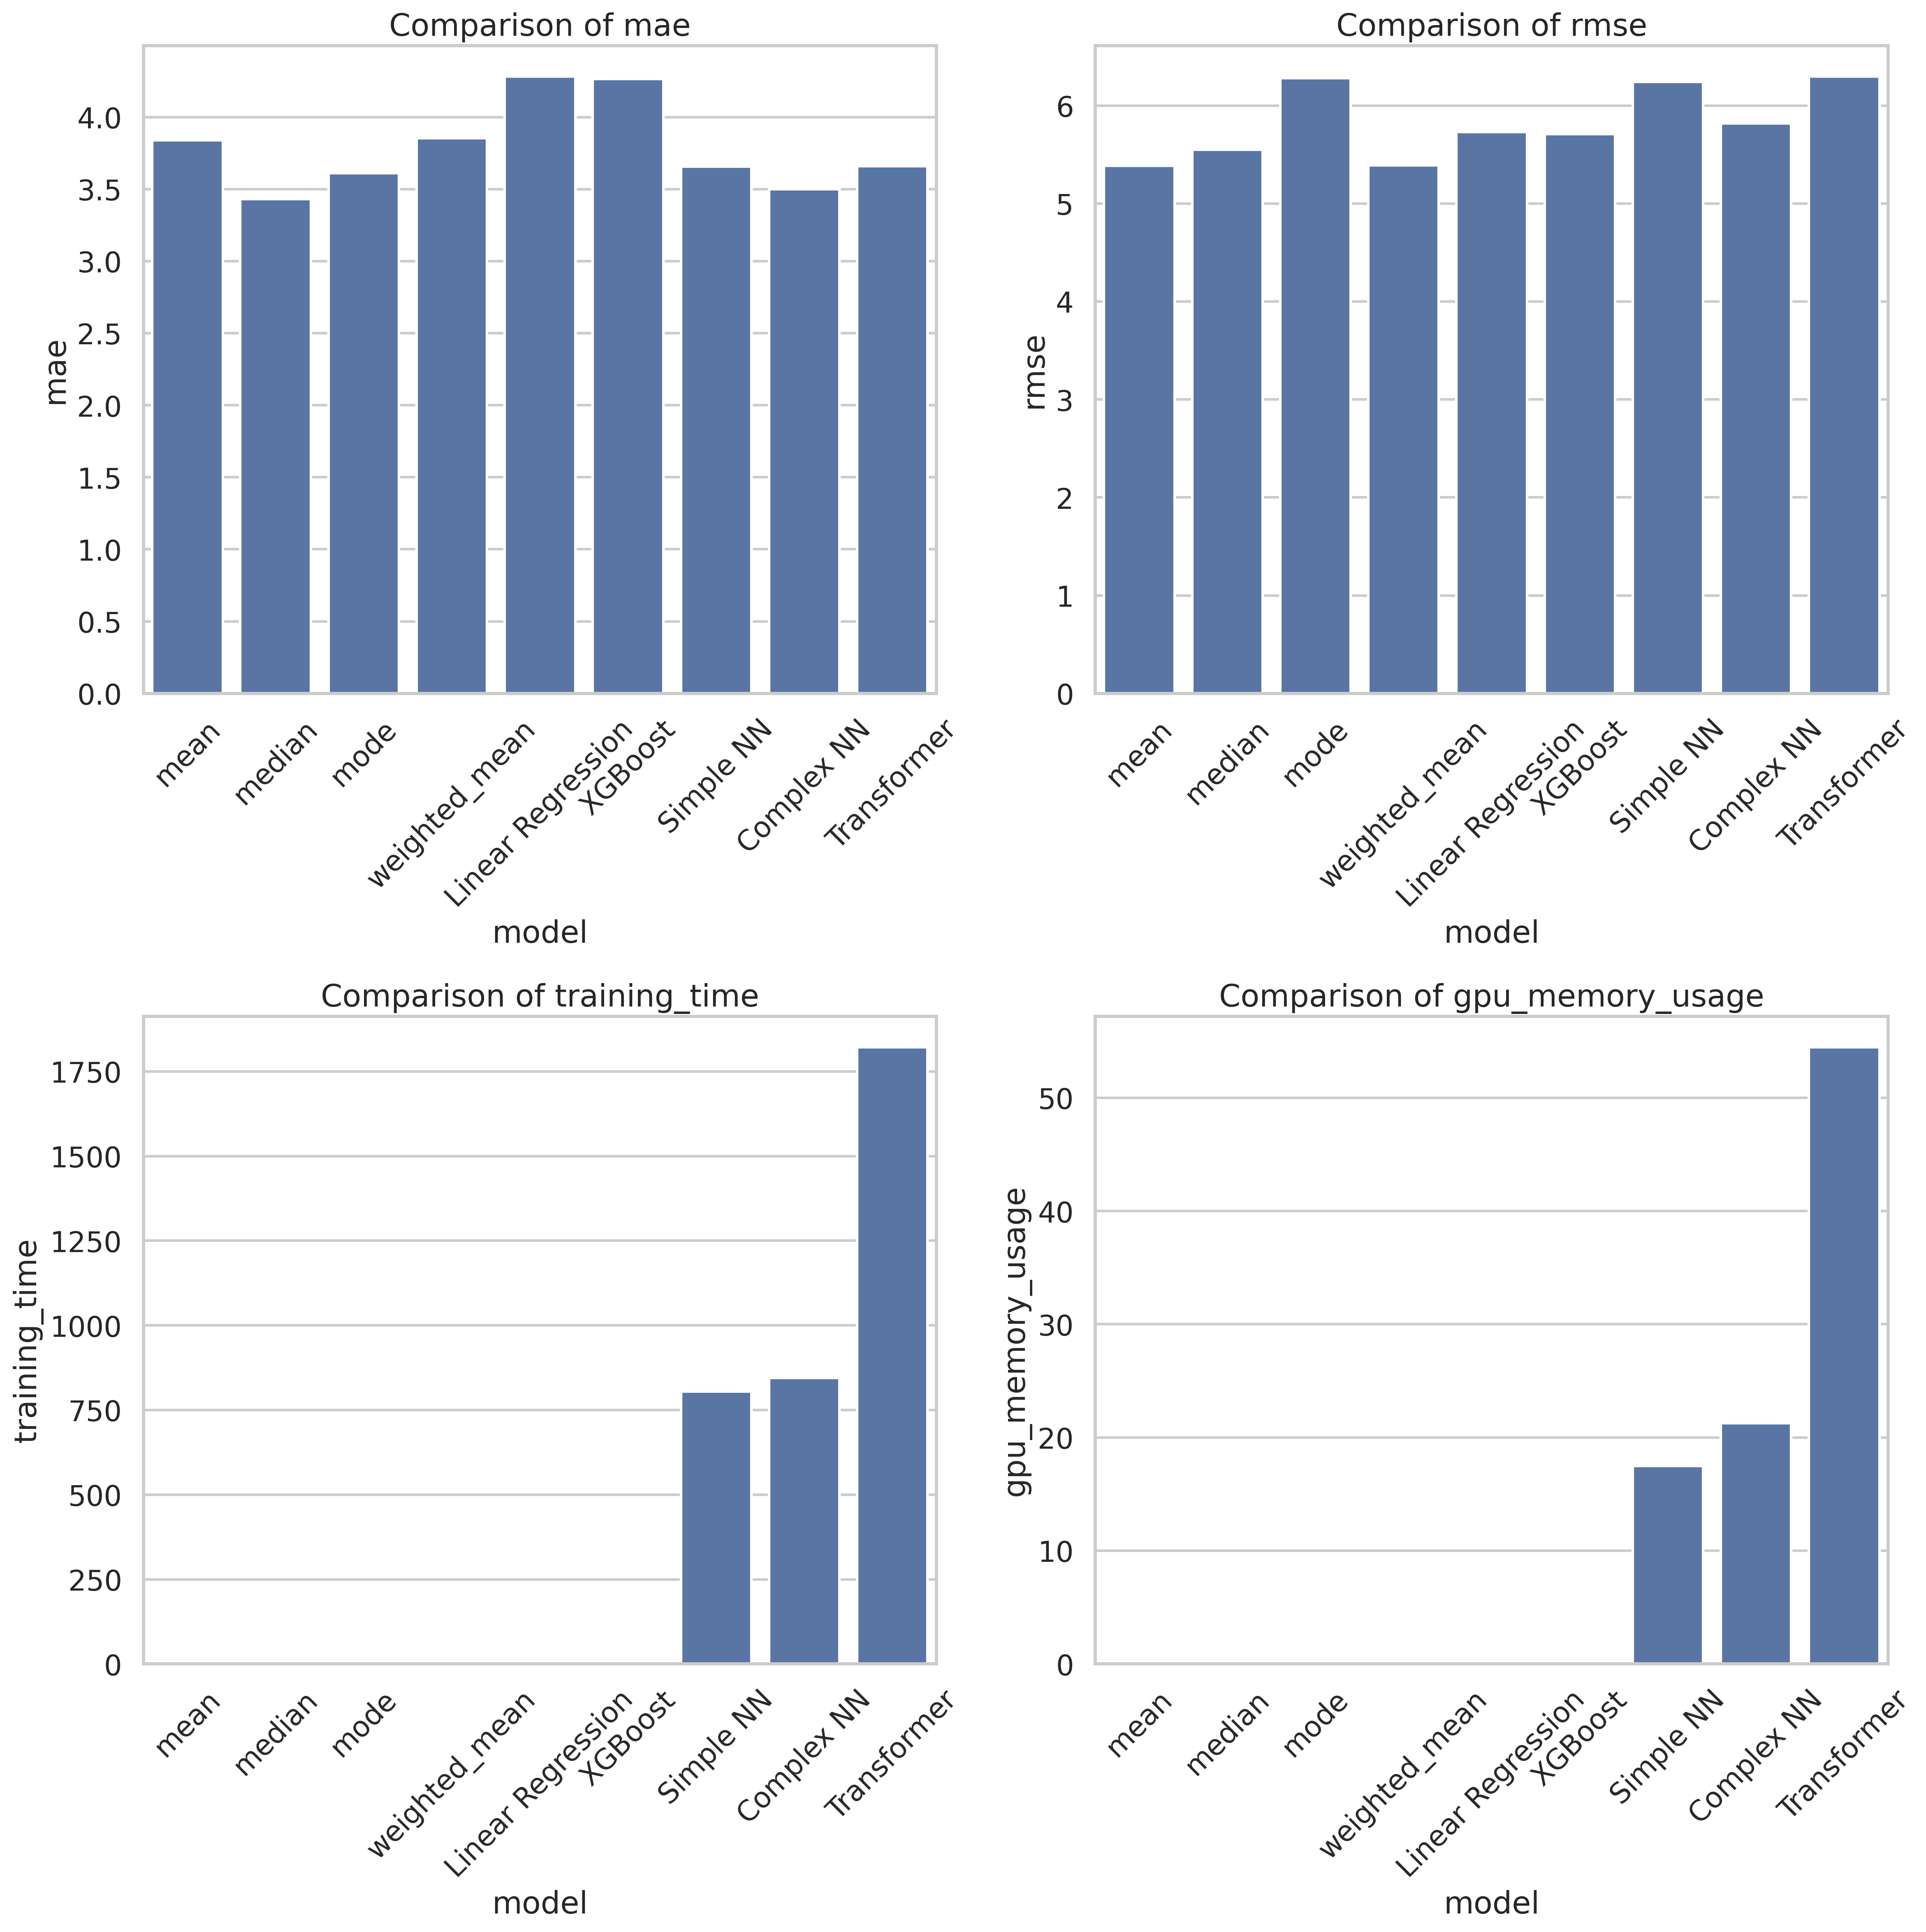 Comparison of mae
4.0
3.5
3.0
2.5
2.0
1.5
1.0
0.5
0.0
mae
mean
median
mode
weighted_mean
Linear Regression
XGBoost
Simple NN
Complex NN
Transformer
model
Comparison of rmse
6
5
4
3
2
1
0
rmse
mean
median
mode
weighted_mean
Linear Regression
XGBoost
Simple NN
Complex NN
Transformer
model
Comparison of training_time
1750
1500
1250
1000
750
500
250
0
training_time
mean
median
mode
weighted_mean
Linear Regression
XGBoost
Simple NN
Complex NN
Transformer
model
Comparison of gpu_memory_usage
50
40
30
20
10
0
gpu_memory_usage
mean
median
mode
weighted_mean
Linear Regression
XGBoost
Simple NN
Complex NN
Transformer
model